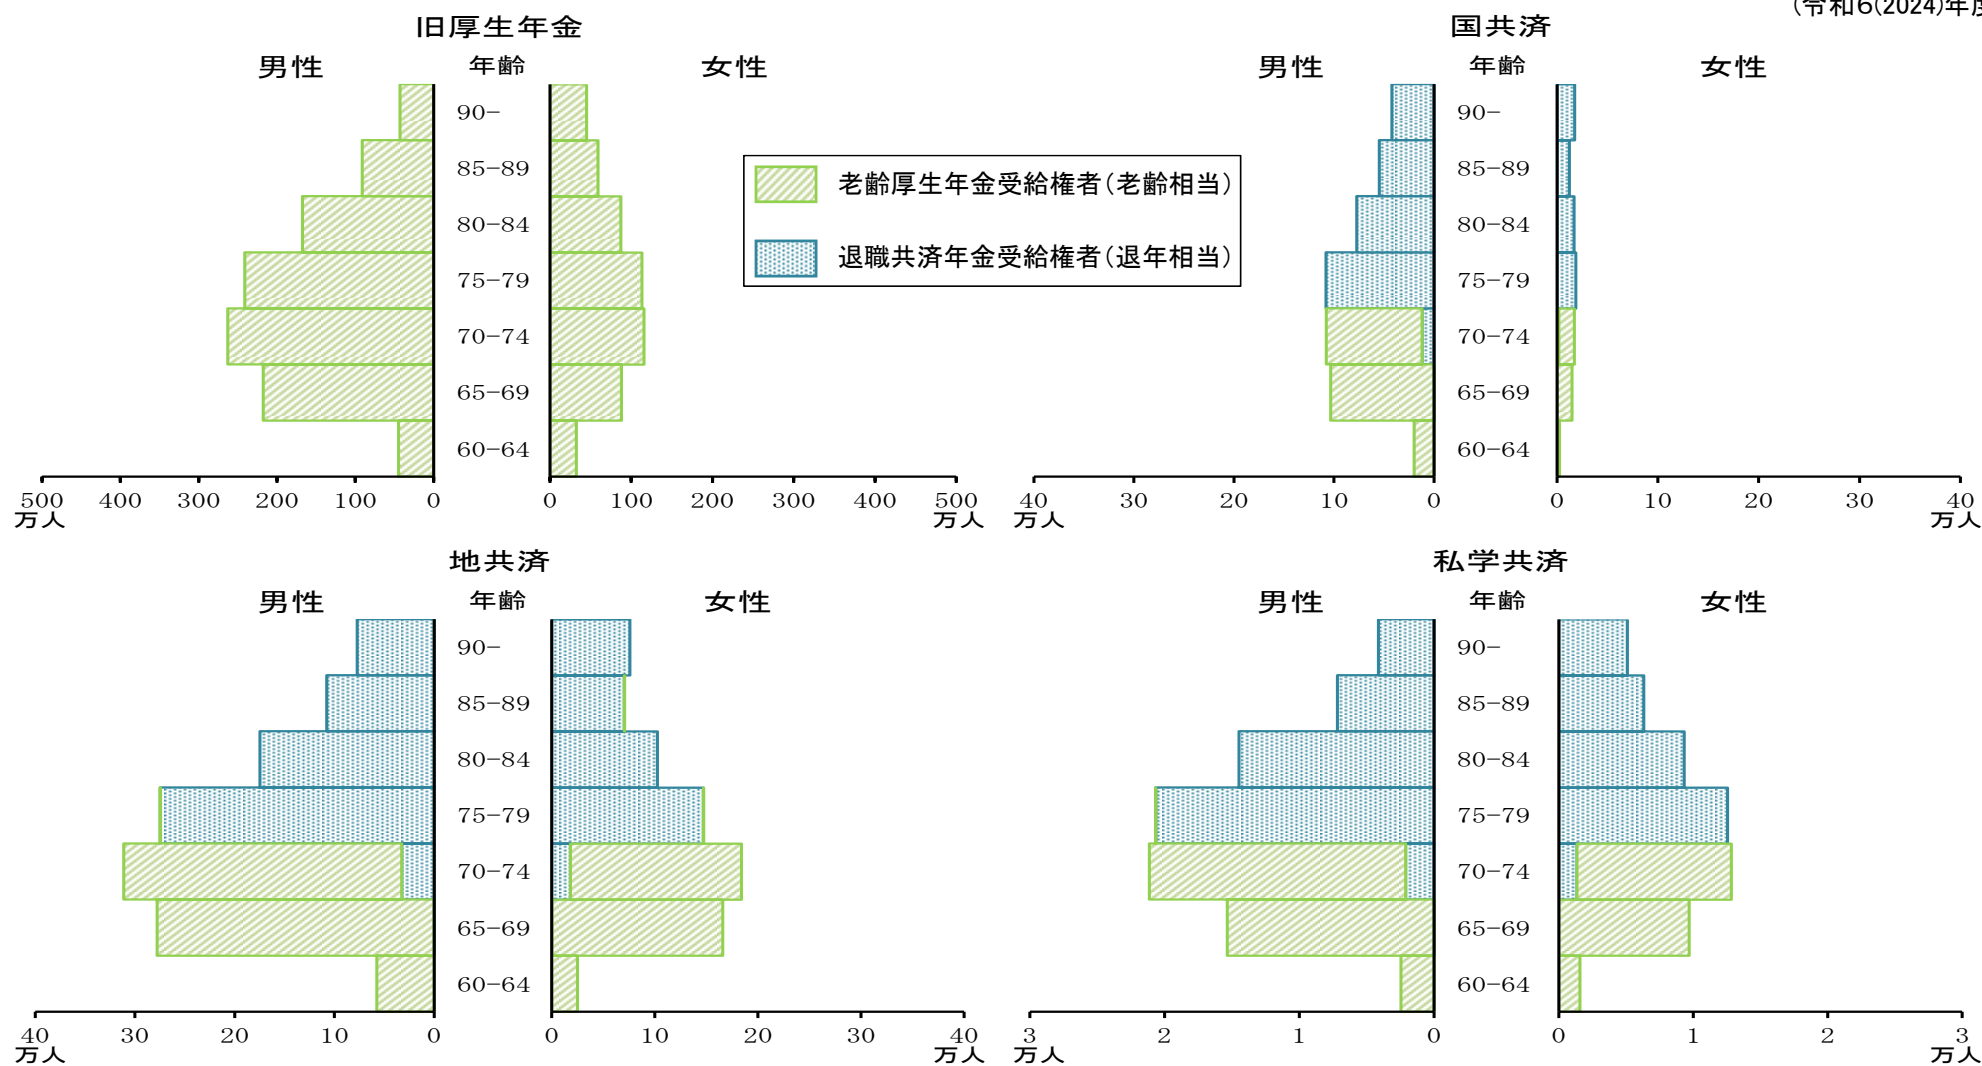 (令和6(2024)年度
旧厚生年金
男性 年齢 女性
90-
85-89
80-84
75-79
70-74
65-69
60-64
500 400 300 200 100 0 0 100 200 300 400 500
万人 万人
国共済
男性 年齢 女性
90-
85-89
80-84
75-79
70-74
65-69
60-64
40 30 20 10 0 0 10 20 30 40
万人 万人
老齢厚生年金受給権者(老齢相当)
退職共済年金受給権者(退年相当)
地共済
男性 年齢 女性
90-
85-89
80-84
75-79
70-74
65-69
60-64
40 30 20 10 0 0 10 20 30 40
万人 万人
私学共済
男性 年齢 女性
90-
85-89
80-84
75-79
70-74
65-69
60-64
3 2 1 0 0 1 2 3
万人 万人